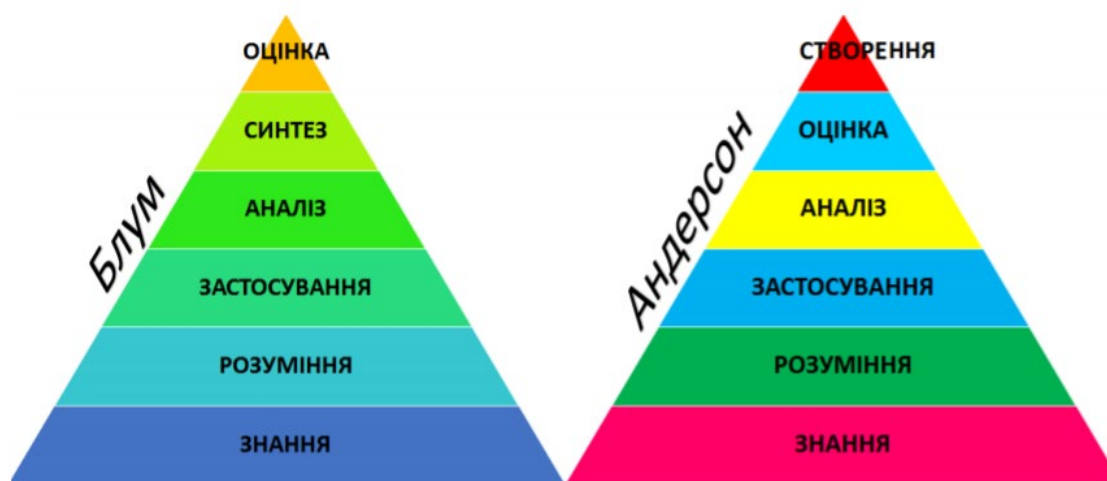 Блум
ОЦІНКА
СИНТЕЗ
АНАЛІЗ
ЗАСТОСУВАННЯ
РОЗУМІННЯ
ЗНАННЯ
Андерсон
СТВОРЕННЯ
ОЦІНКА
АНАЛІЗ
ЗАСТОСУВАННЯ
РОЗУМІННЯ
ЗНАННЯ